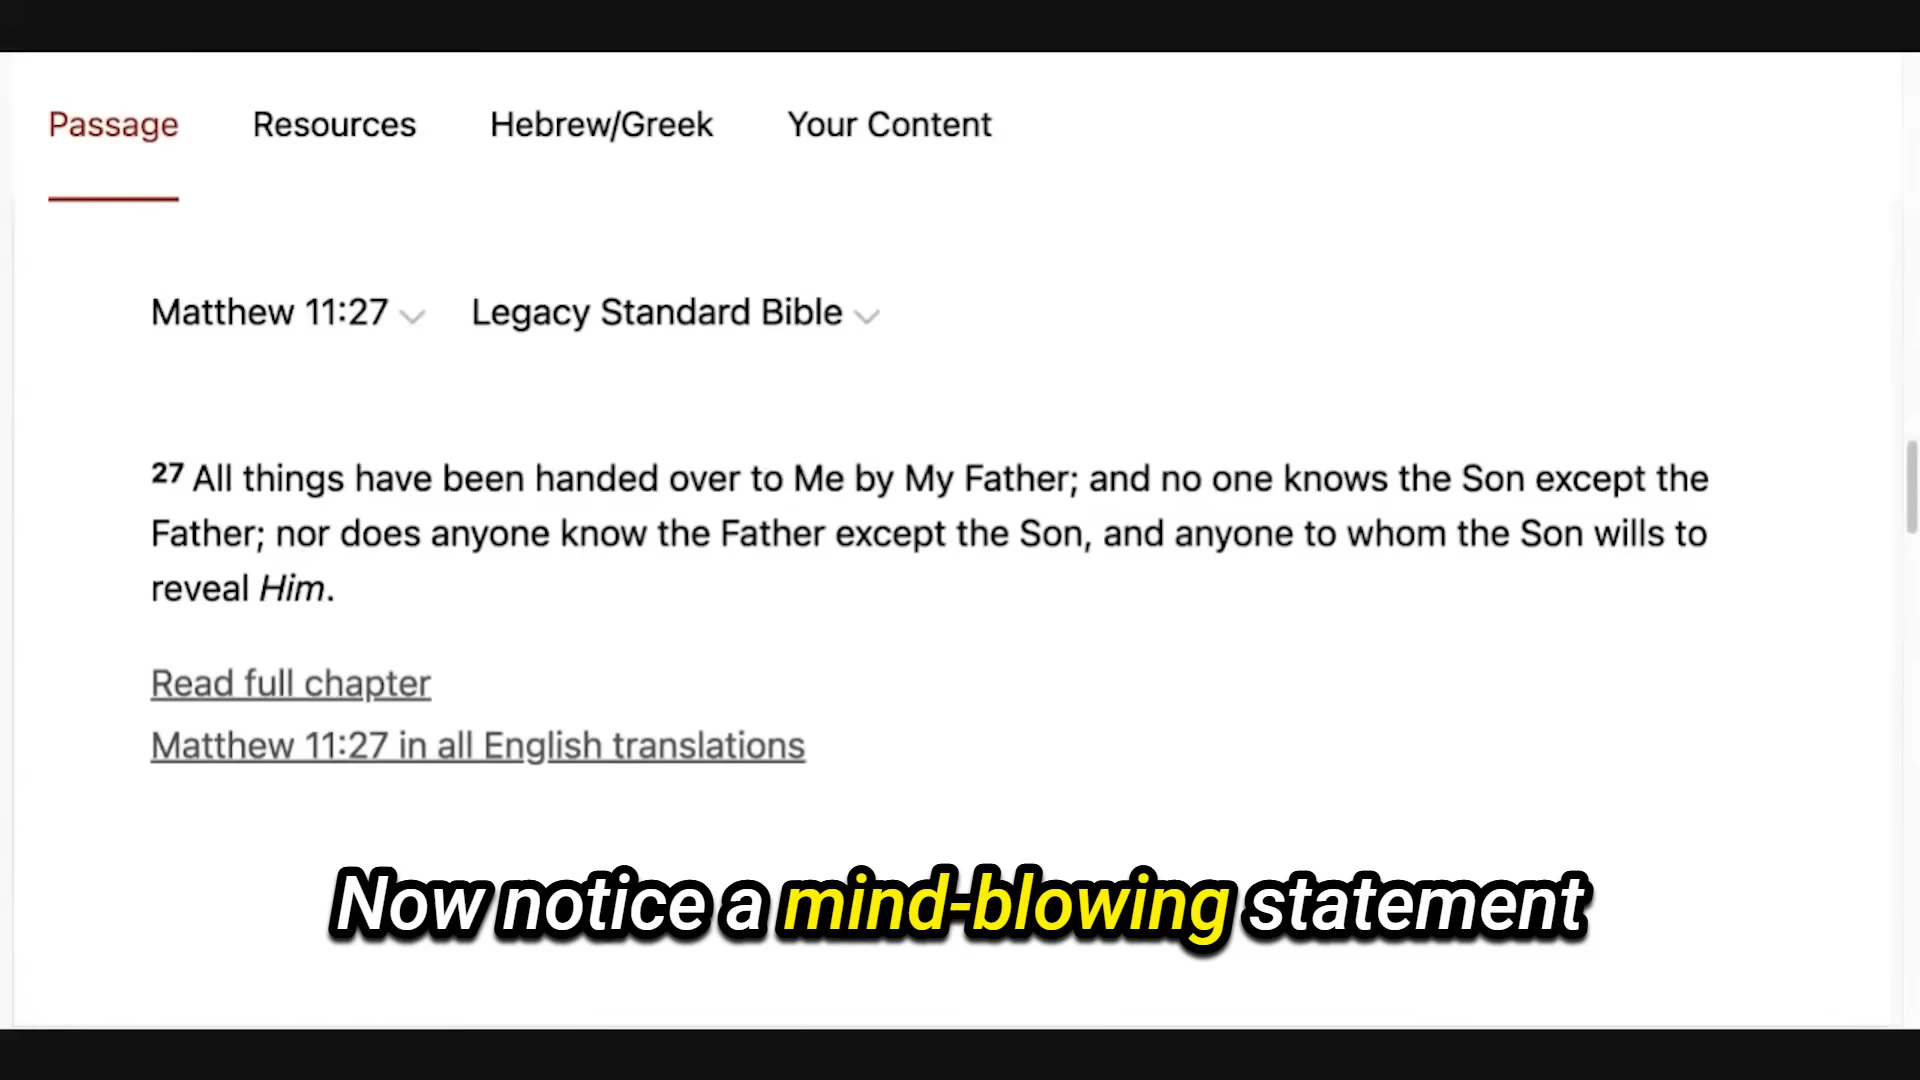 Passage Resources Hebrew/Greek Your Content
Matthew 11:27 Legacy Standard Bible
27 All things have been handed over to Me by My Father; and no one knows the Son except the
Father; nor does anyone know the Father except the Son, and anyone to whom the Son wills to
reveal Him.
Read full chapter
Matthew 11:27 in all English translations
Now notice a mind-blowing statement